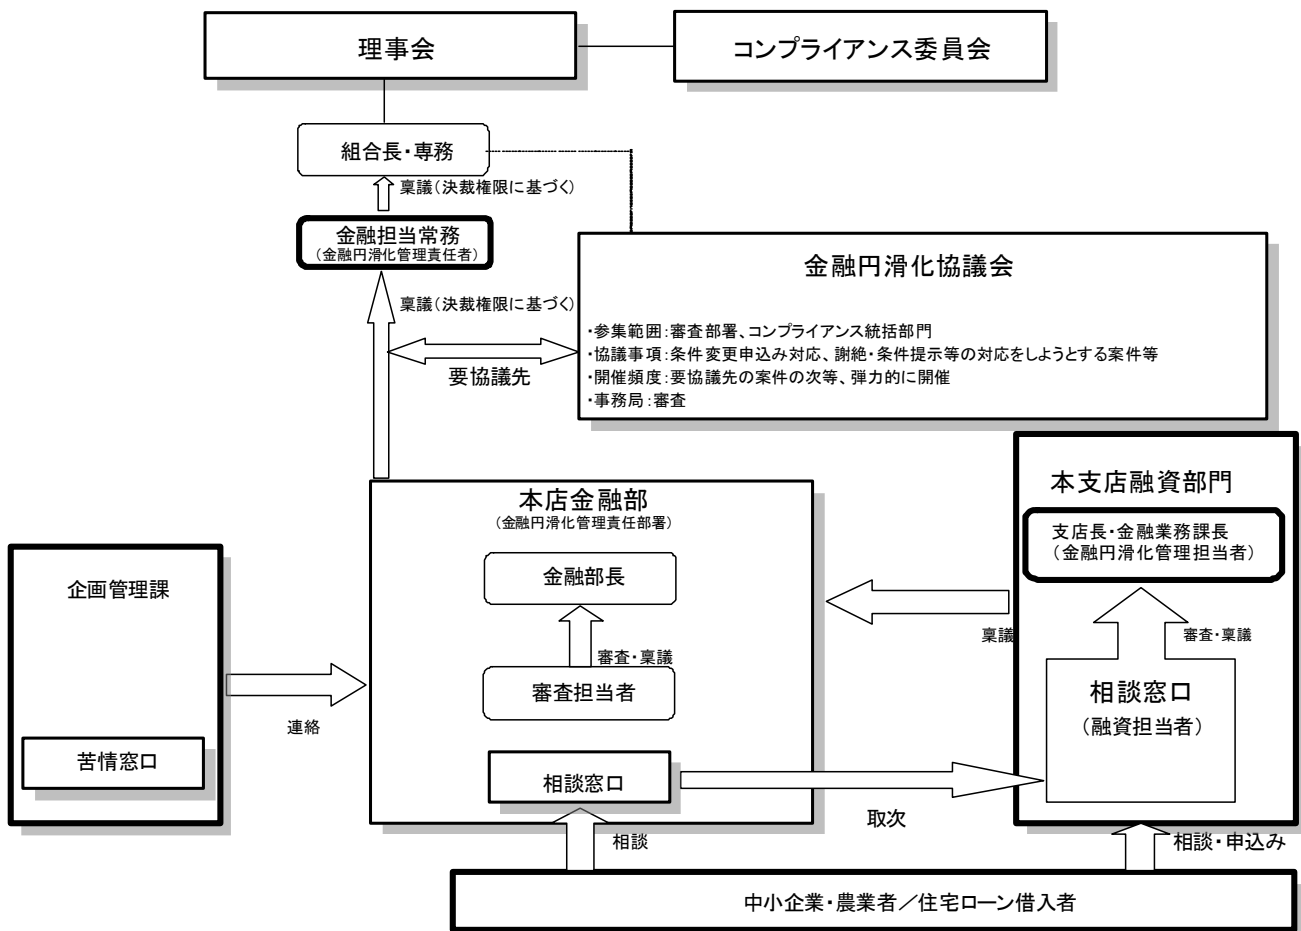 理事会
コンプライアンス委員会
組合長・専務
稟議(決裁権限に基づく)
金融担当常務
(金融円滑化管理責任者)
金融円滑化協議会
稟議(決裁権限に基づく)
・参集範囲:審査部署、コンプライアンス統括部門
・協議事項:条件変更申込み対応、謝絶・条件提示等の対応をしようとする案件等
・開催頻度:要協議先の案件の次等、弾力的に開催
・事務局:審査
要協議先
本店金融部
(金融円滑化管理責任部署)
金融部長
審査・稟議
審査担当者
相談窓口
本支店融資部門
支店長・金融業務課長
(金融円滑化管理担当者)
稟議
審査・稟議
相談窓口
(融資担当者)
企画管理課
連絡
苦情窓口
取次
相談
相談・申込み
中小企業・農業者/住宅ローン借入者